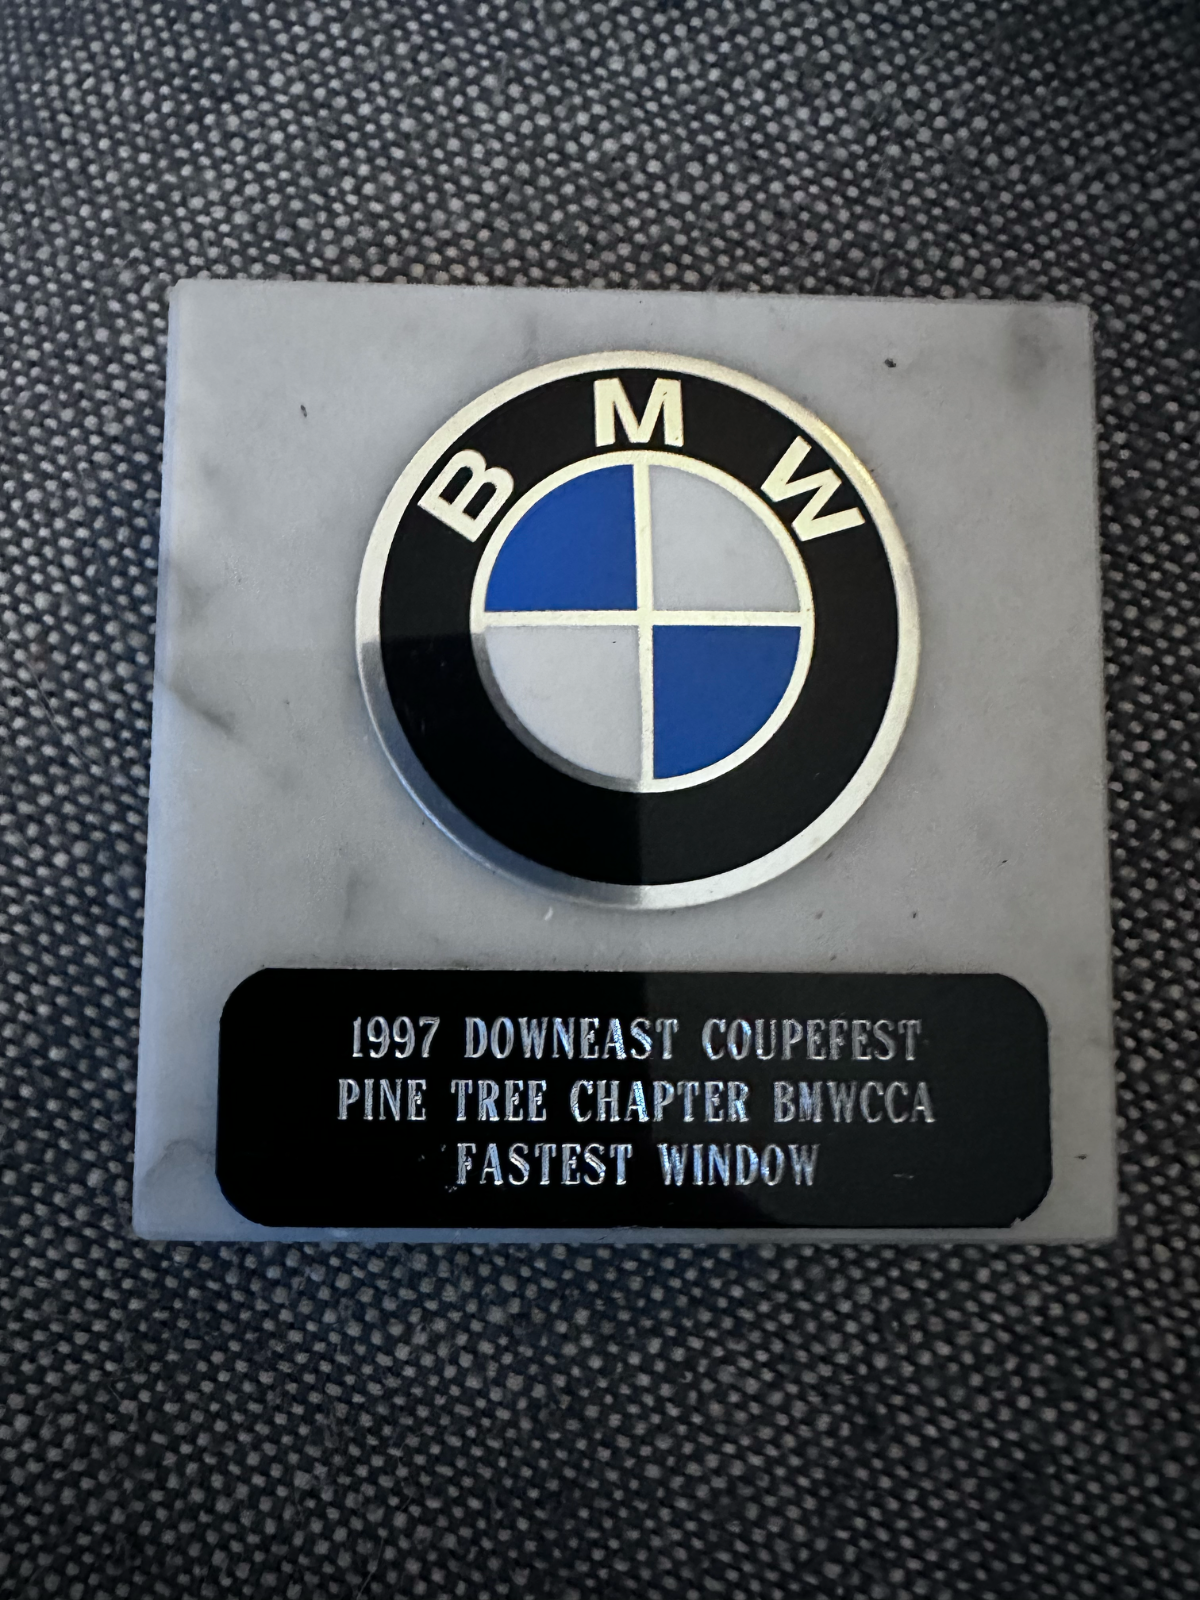 BMW
1997 DOWNEAST COUPEFEST
PINE TREE CHAPTER BMWCCA
FASTEST WINDOW